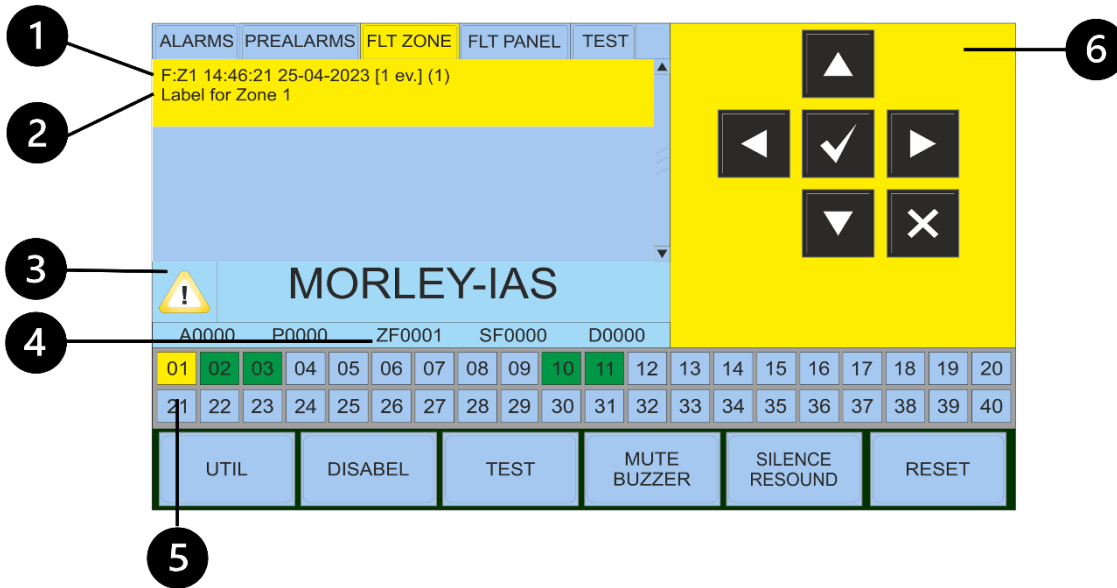 1
2
3
4
5
6
ALARMS PREALARMS FLT ZONE FLT PANEL TEST
F:Z1 14:46:21 25-04-2023 [1 ev.] (1)
Label for Zone 1
MORLEY-IAS
A0000 P0000 ZF0001 SF0000 D0000
01 02 03 04 05 06 07 08 09 10 11 12 13 14 15 16 17 18 19 20
21 22 23 24 25 26 27 28 29 30 31 32 33 34 35 36 37 38 39 40
UTIL
DISABEL
TEST
MUTE
BUZZER
SILENCE
RESOUND
RESET